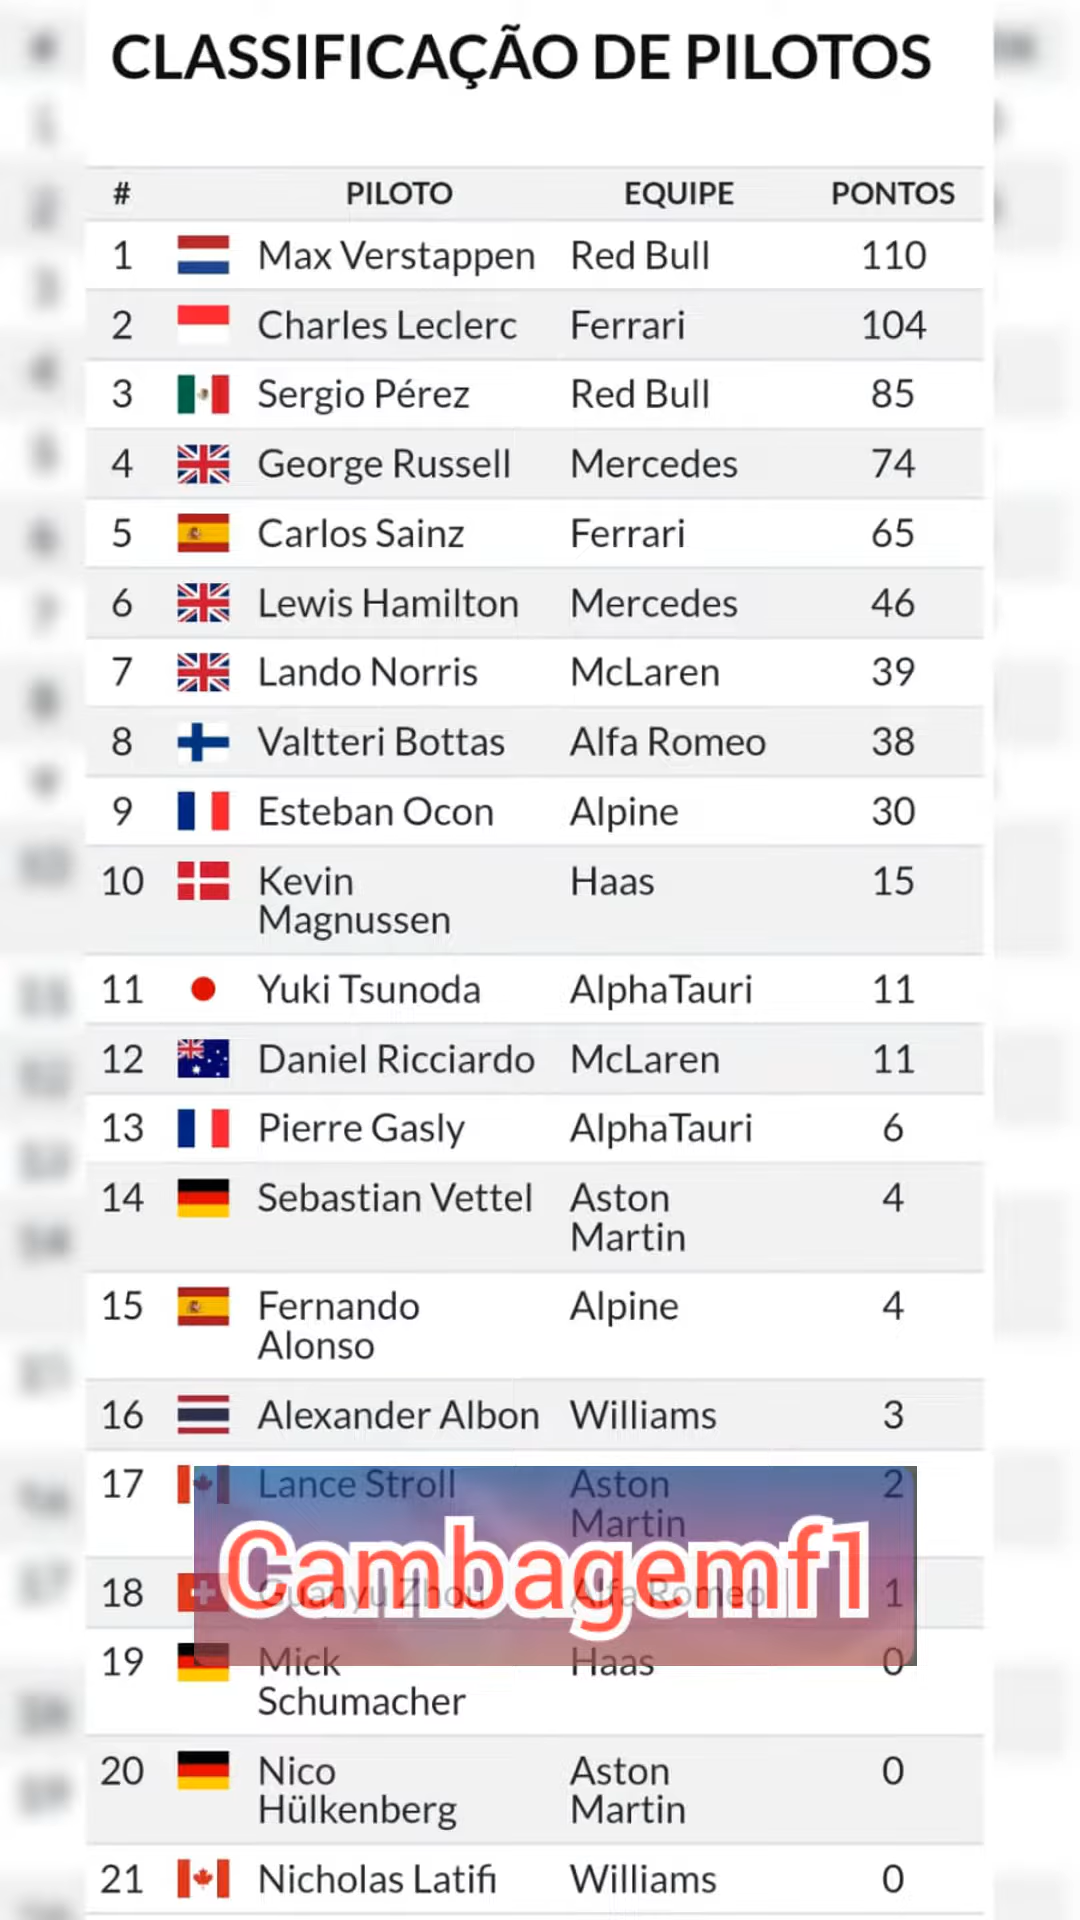 CLASSIFICAÇÃO DE PILOTOS
# PILOTO EQUIPE PONTOS
1 Max Verstappen Red Bull 110
2 Charles Leclerc Ferrari 104
3 Sergio Pérez Red Bull 85
4 George Russell Mercedes 74
5 Carlos Sainz Ferrari 65
6 Lewis Hamilton Mercedes 46
7 Lando Norris McLaren 39
8 Valtteri Bottas Alfa Romeo 38
9 Esteban Ocon Alpine 30
10 Kevin Haas 15
Magnussen
11 Yuki Tsunoda AlphaTauri 11
12 Daniel Ricciardo McLaren 11
13 Pierre Gasly AlphaTauri 6
14 Sebastian Vettel Aston 4
Martin
15 Fernando Alpine 4
Alonso
16 Alexander Albon Williams 3
17 Lance Stroll Aston 2
Martin
Cambagemf1
18 Guanyu Zhou Alfa Romeo 1
19 Mick Haas 0
Schumacher
20 Nico Aston 0
Hülkenberg Martin
21 Nicholas Latifi Williams 0